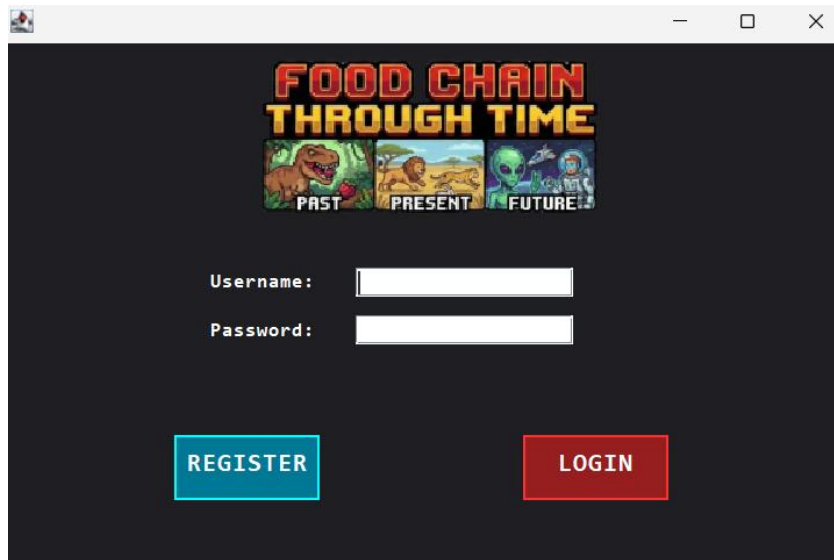 FOOD CHAIN
THROUGH TIME
PAST PRESENT FUTURE
Username:
Password:
REGISTER LOGIN